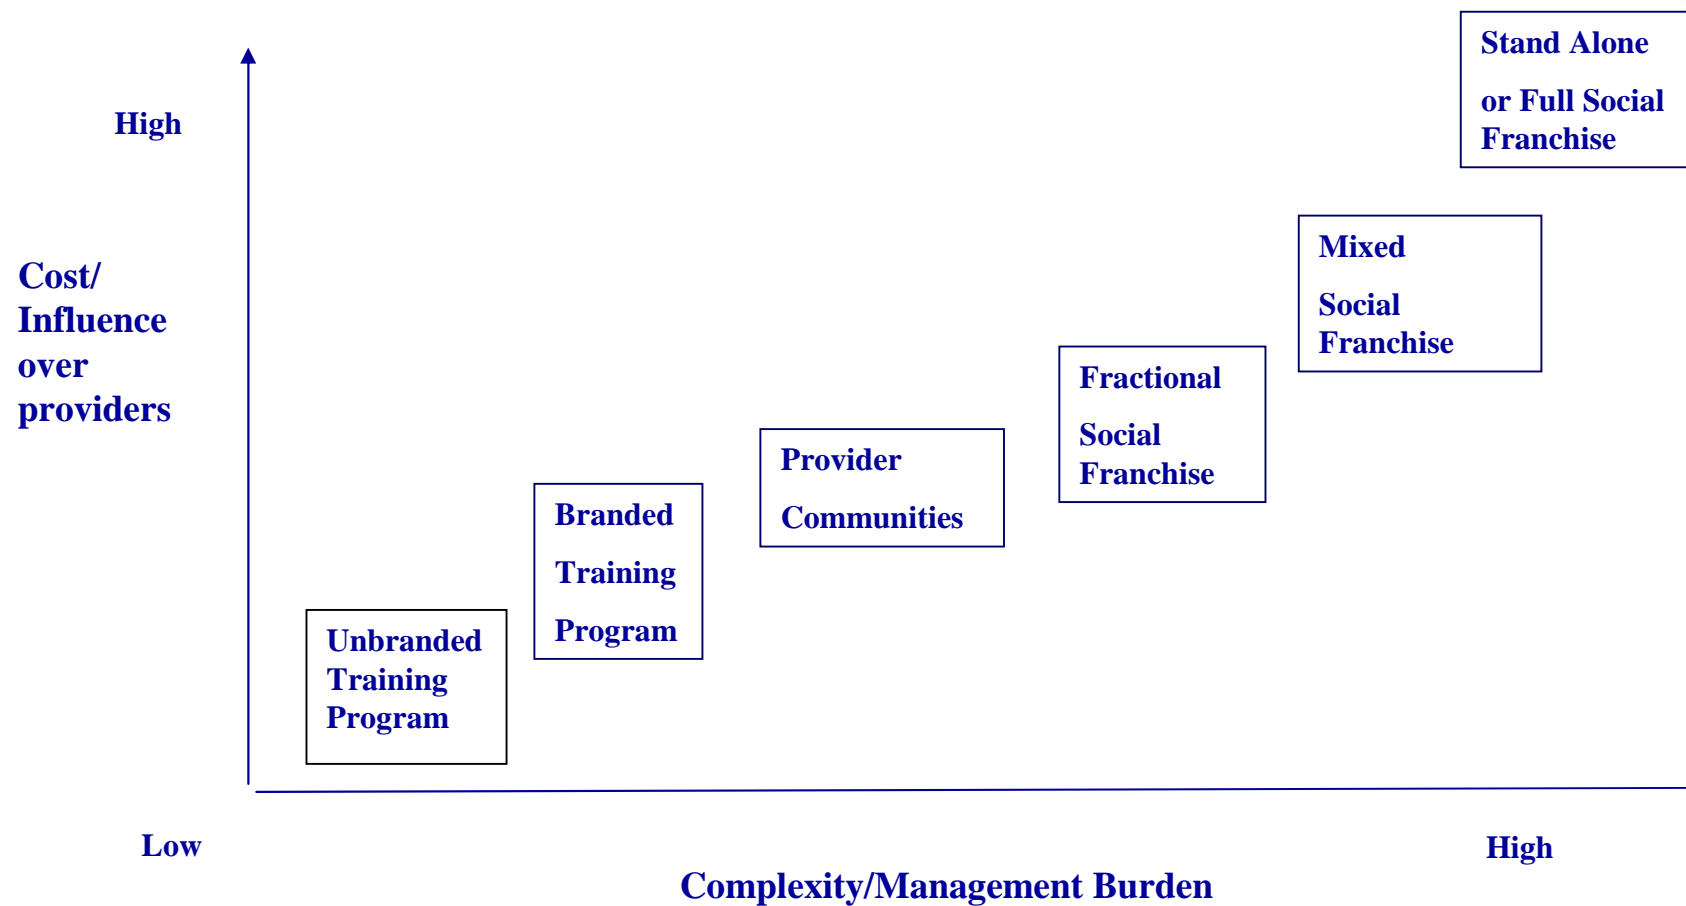 Stand Alone
or Full Social
Franchise
High
Mixed
Social
Franchise
Cost/
Influence
over
providers
Fractional
Social
Franchise
Provider
Communities
Branded
Training
Program
Unbranded
Training
Program
Low
High
Complexity/Management Burden